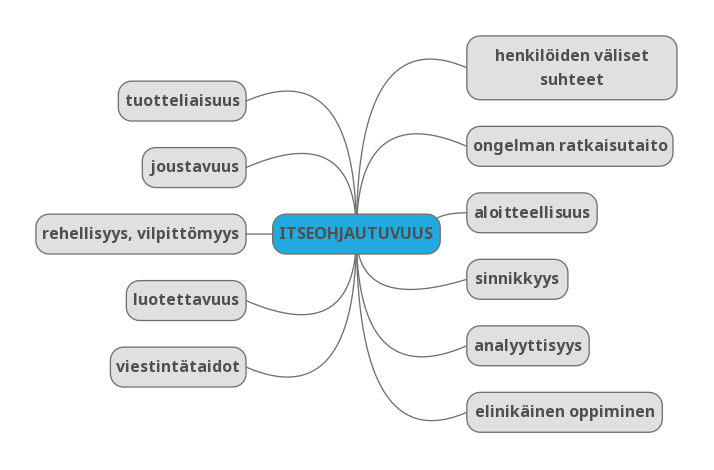 henkilöiden väliset
suhteet
tuotteliaisuus
ongelman ratkaisutaito
joustavuus
aloitteellisuus
rehellisyys, vilpittömyys
ITSEOHJAUTUVUUS
sinnikkyys
luotettavuus
analyyttisyys
viestintätaidot
elinikäinen oppiminen